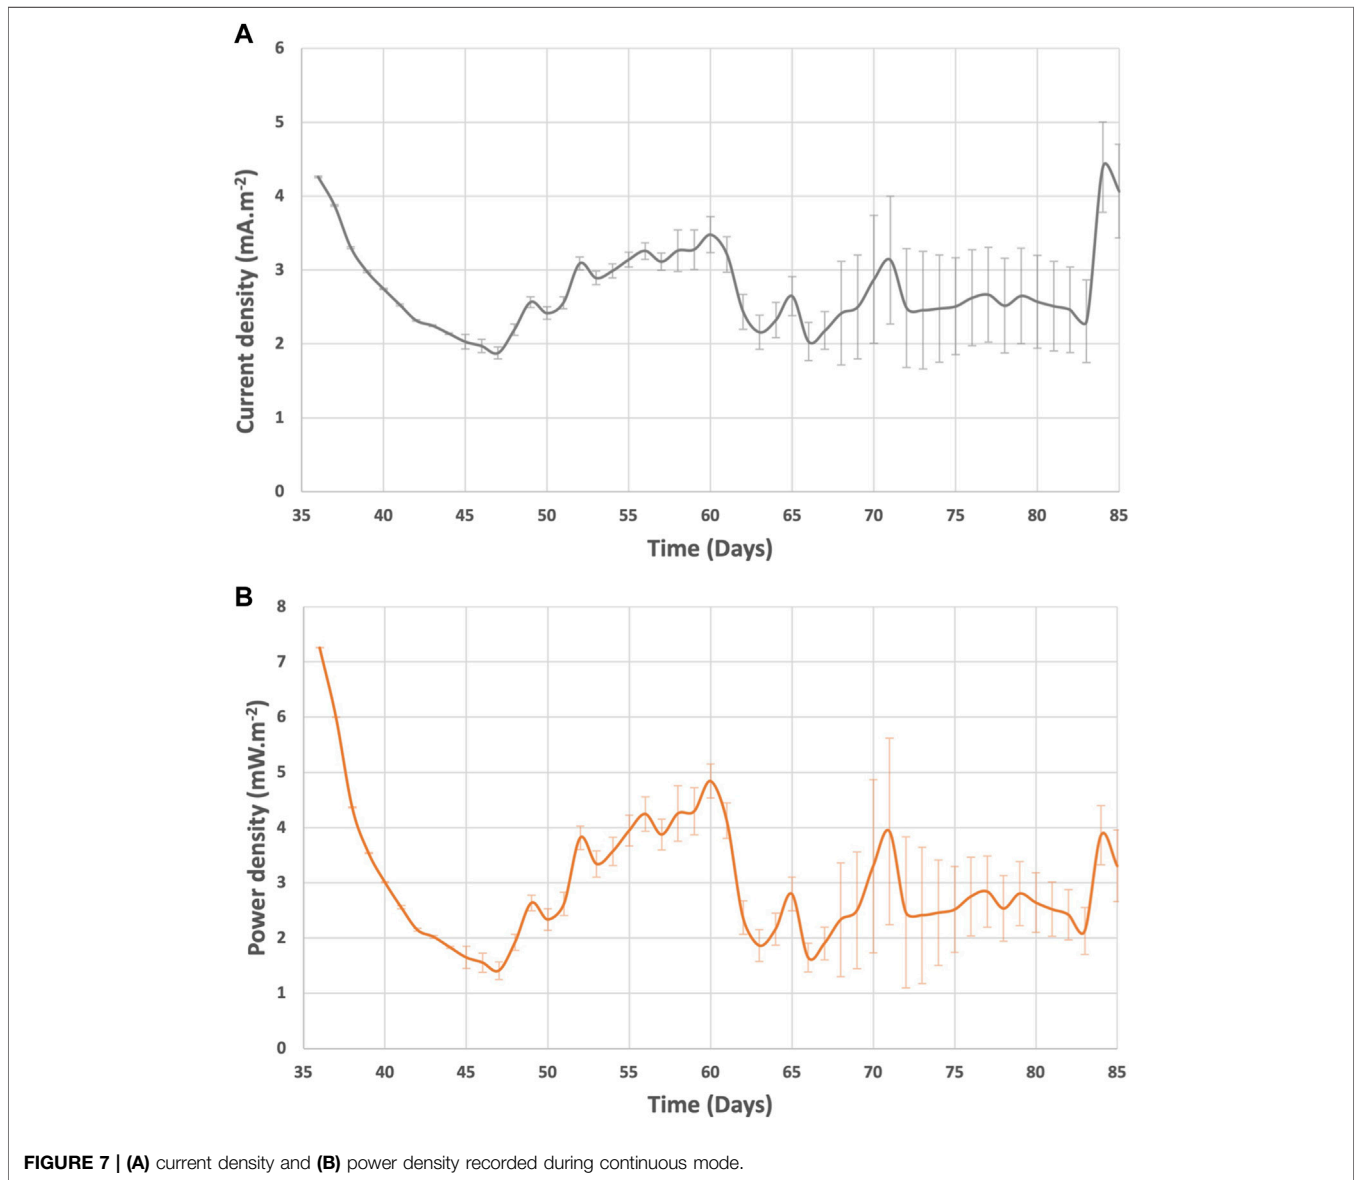 A
6
5
4
3
2
1
0
Current density (mA.m-2)
35 40 45 50 55 60 65 70 75 80 85
Time (Days)
B
8
7
6
5
4
3
2
1
0
Power density (mW.m-2)
35 40 45 50 55 60 65 70 75 80 85
Time (Days)
FIGURE 7 | (A) current density and (B) power density recorded during continuous mode.